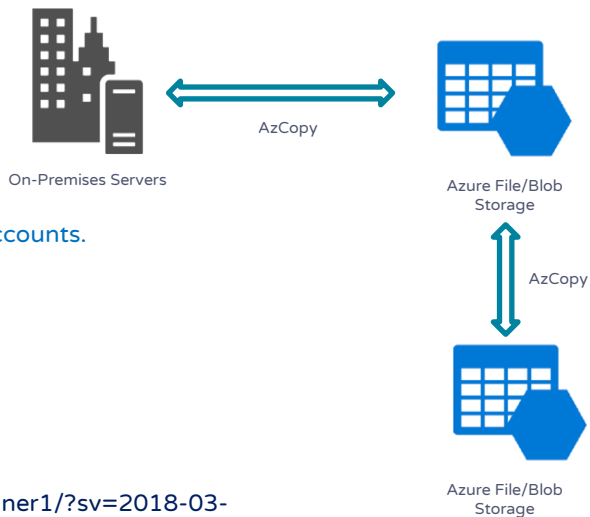 AzCopy
On-Premises Servers
Azure File/Blob
Storage
ccounts.
AzCopy
ner1/?sv=2018-03-
Azure File/Blob
Storage